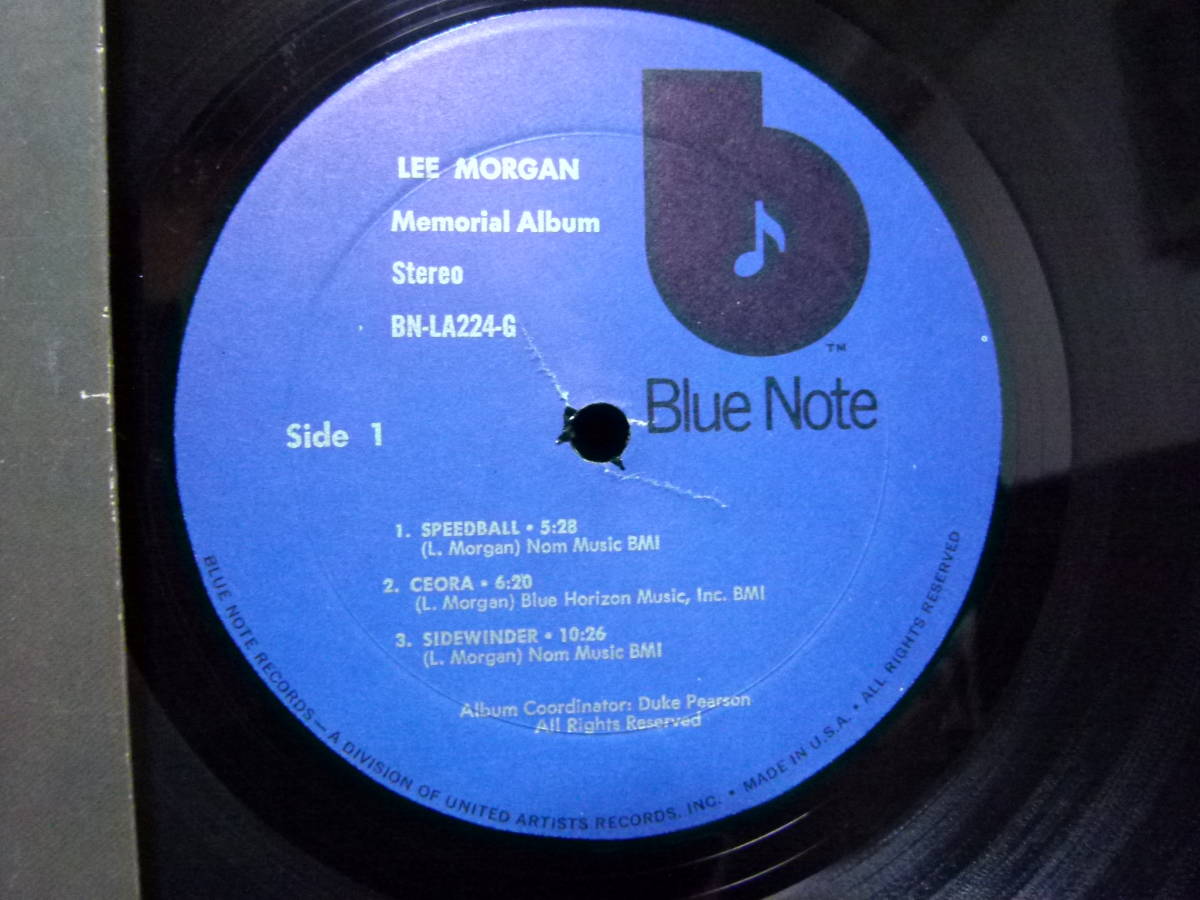 LEE MORGAN
Memorial Album
Stereo
BN-LA224-G
TM
Blue Note
Side 1
1. SPEEDBALL • 5:28
(L. Morgan) Nom Music BMI
2. CEORA • 6:20
(L. Morgan) Blue Horizon Music, Inc. BMI
3. SIDEWINDER • 10:26
(L. Morgan) Nom Music BMI
Album Coordinator: Duke Pearson
All Rights Reserved
BLUE NOTE RECORDS — A DIVISION OF UNITED ARTISTS RECORDS, INC. • MADE IN U.S.A. • ALL RIGHTS RESERVED